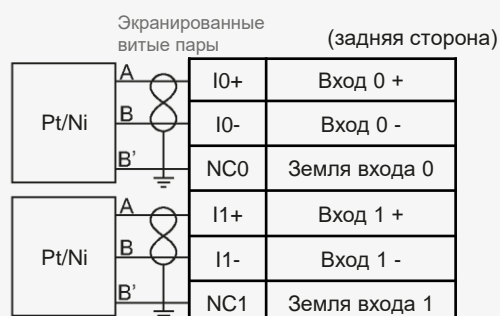 Экранированные
витые пары
(задняя сторона)
Pt/Ni
A
B
B'
I0+ Вход 0 +
I0- Вход 0 -
NC0 Земля входа 0
Pt/Ni
A
B
B'
I1+ Вход 1 +
I1- Вход 1 -
NC1 Земля входа 1